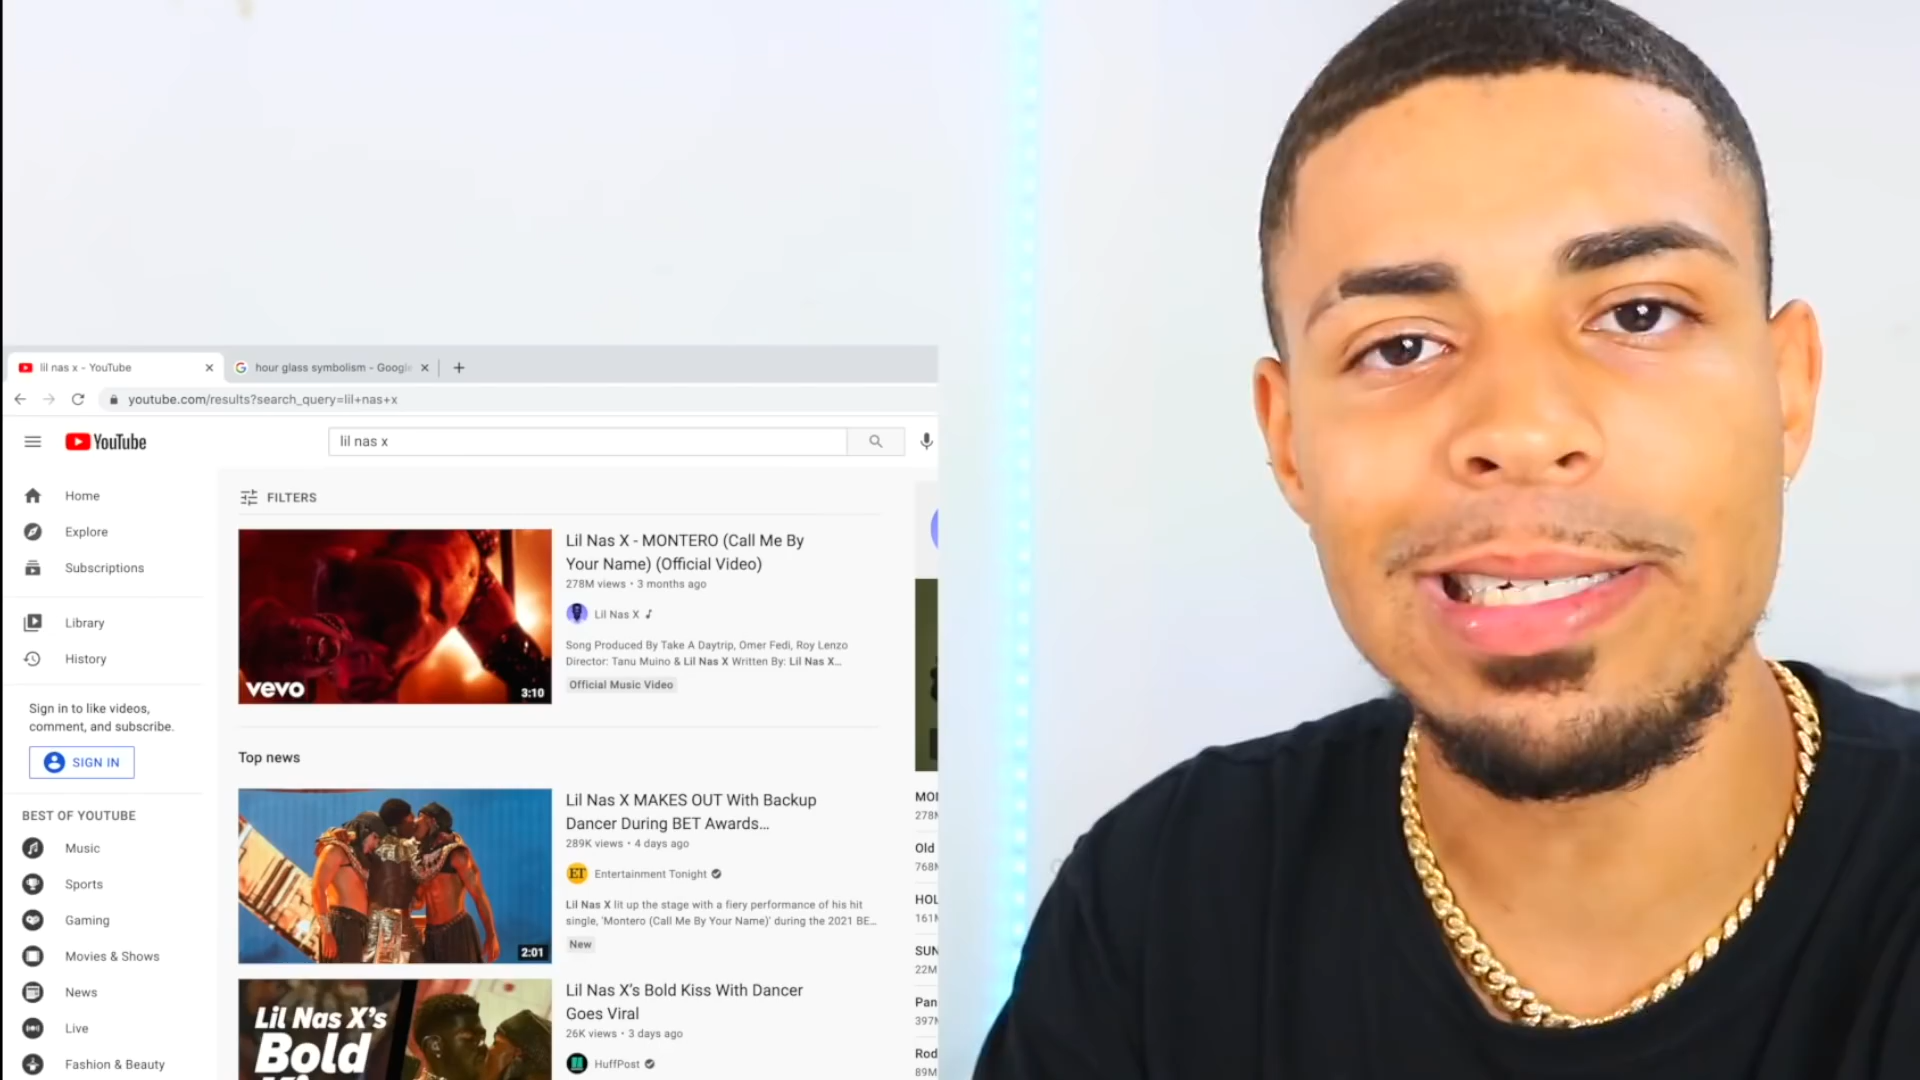 lil nas x - YouTube
hour glass symbolism - Google
youtube.com/results?search_query=lil+nas+x
YouTube
lil nas x
Home
Explore
Subscriptions
Library
History
Sign in to like videos,
comment, and subscribe.
SIGN IN
BEST OF YOUTUBE
Music
Sports
Gaming
Movies & Shows
News
Live
Fashion & Beauty
FILTERS
vevo
3:10
Lil Nas X - MONTERO (Call Me By
Your Name) (Official Video)
278M views • 3 months ago
Lil Nas X
Song Produced By Take A Daytrip, Omer Fedi, Roy Lenzo
Director: Tanu Muino & Lil Nas X Written By: Lil Nas X...
Official Music Video
Top news
2:01
Lil Nas X MAKES OUT With Backup
Dancer During BET Awards...
289K views • 4 days ago
ET
Entertainment Tonight
Lil Nas X lit up the stage with a fiery performance of his hit
single, 'Montero (Call Me By Your Name)' during the 2021 BE...
New
Lil Nas X's
Bold
Lil Nas X's Bold Kiss With Dancer
Goes Viral
26K views • 3 days ago
HuffPost
278M
Old
768M
HOL
161M
SUN
22M
Pan
397M
Rod
89M